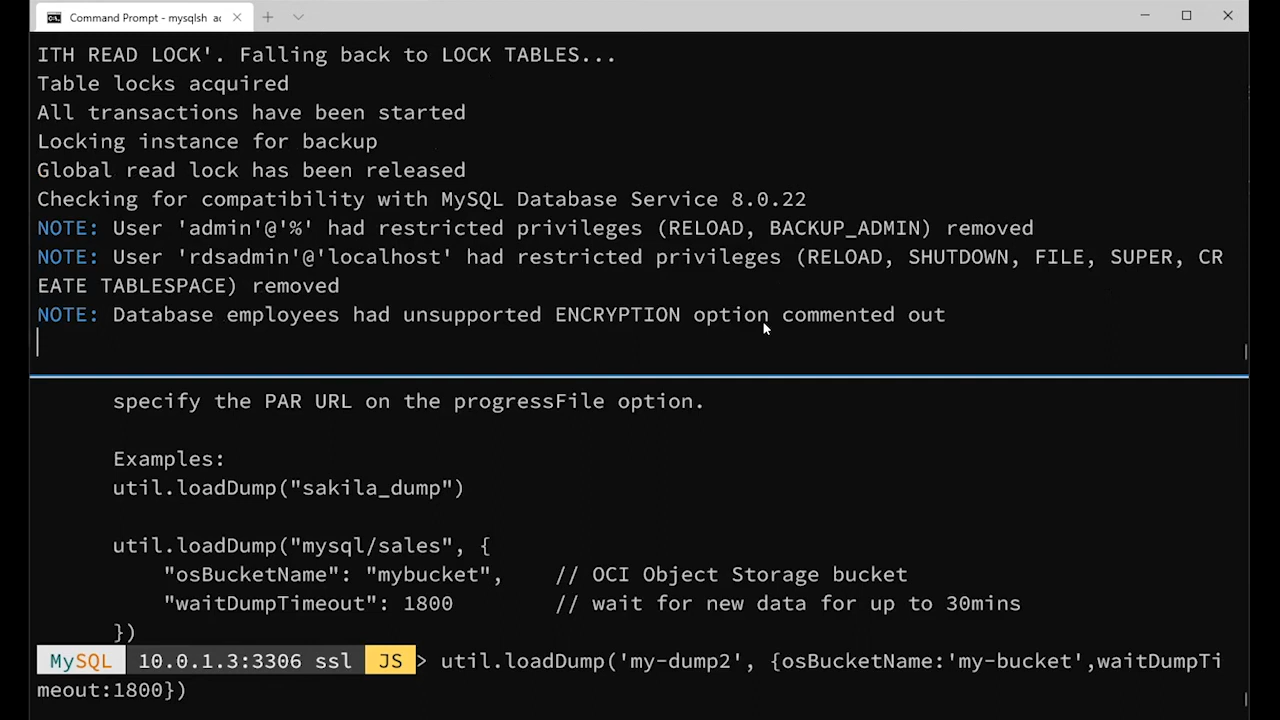 Command Prompt - mysqlsh
ITH READ LOCK'. Falling back to LOCK TABLES...
Table locks acquired
All transactions have been started
Locking instance for backup
Global read lock has been released
Checking for compatibility with MySQL Database Service 8.0.22
NOTE: User 'admin'@'%' had restricted privileges (RELOAD, BACKUP_ADMIN) removed
NOTE: User 'rdsadmin'@'localhost' had restricted privileges (RELOAD, SHUTDOWN, FILE, SUPER, CR
EATE TABLESPACE) removed
NOTE: Database employees had unsupported ENCRYPTION option commented out
specify the PAR URL on the progressFile option.
Examples:
util.loadDump("sakila_dump")
util.loadDump("mysql/sales", {
"osBucketName": "mybucket", // OCI Object Storage bucket
"waitDumpTimeout": 1800 // wait for new data for up to 30mins
})
MySQL 10.0.1.3:3306 ssl JS > util.loadDump('my-dump2', {osBucketName:'my-bucket',waitDumpTi
meout:1800})